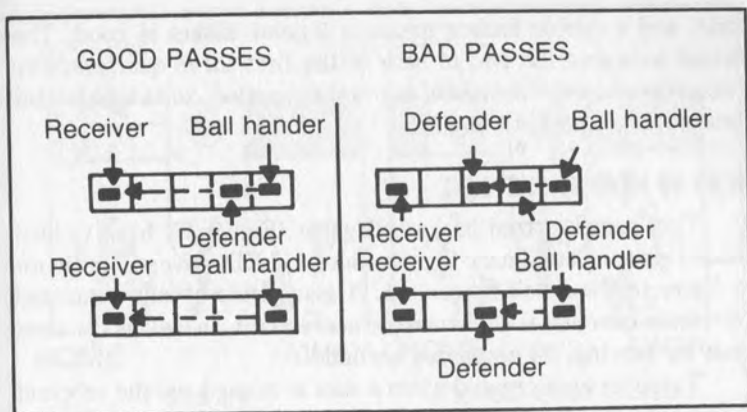 GOOD PASSES
BAD PASSES
Receiver Ball handler
Defender Ball handler
Defender
Receiver Defender
Receiver Ball handler
Receiver Ball handler
Defender